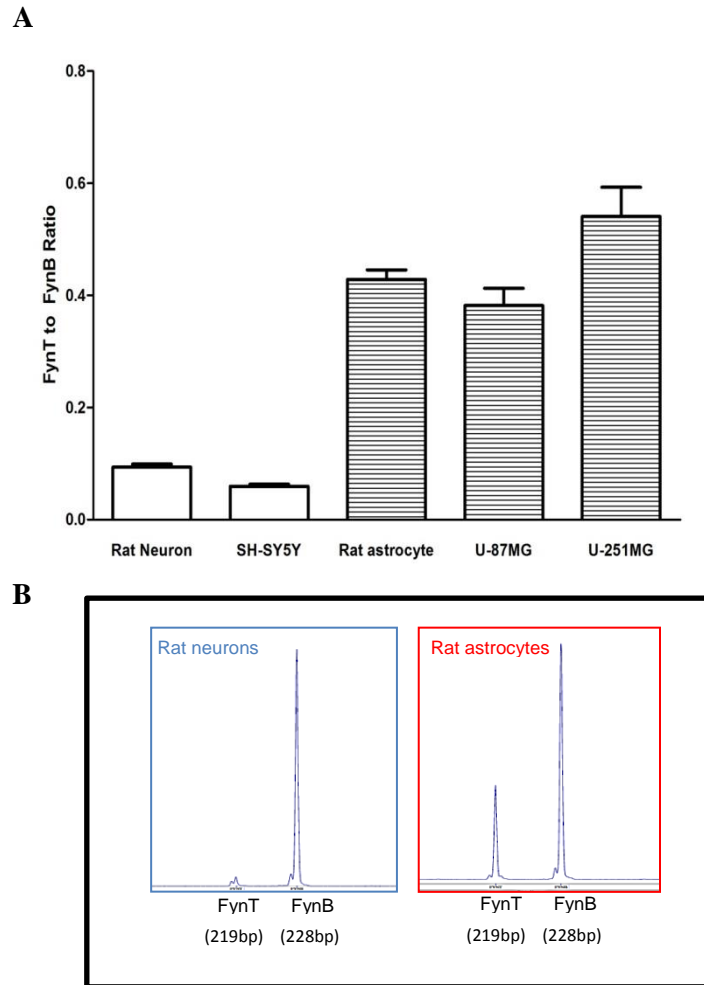 A
FynT to FynB Ratio
0.8
0.6
0.4
0.2
0.0
Rat Neuron SH-SY5Y Rat astrocyte U-87MG U-251MG
B
Rat neurons Rat astrocytes
FynT FynB FynT FynB
(219bp) (228bp) (219bp) (228bp)